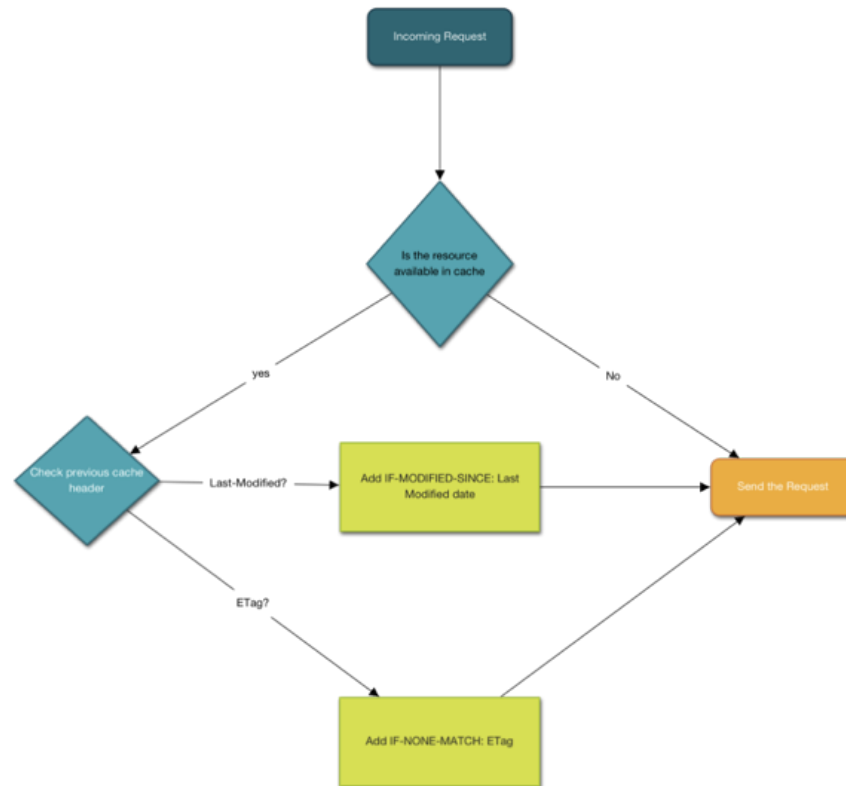 Incoming Request
Is the resource
available in cache
yes
No
Check previous cache
header
Last-Modified?
Add IF-MODIFIED-SINCE: Last
Modified date
Send the Request
ETag?
Add IF-NONE-MATCH: ETag